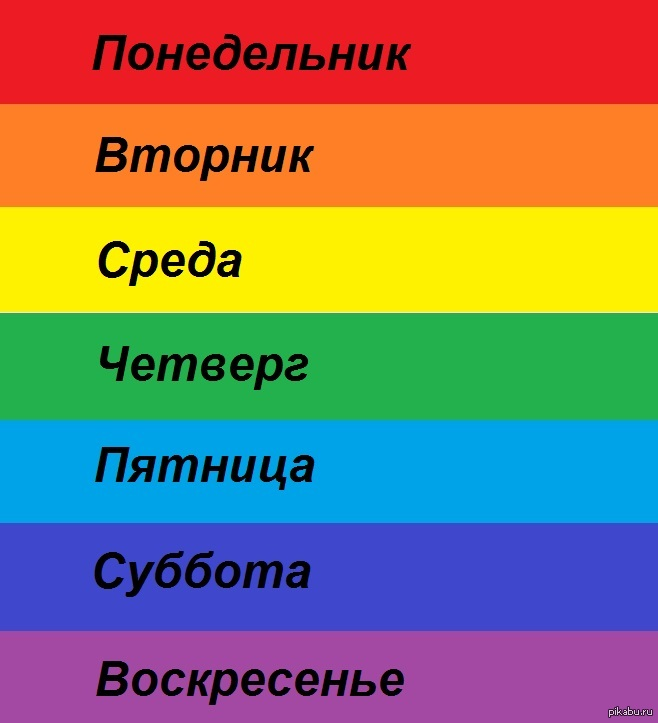 Понедельник
Вторник
Среда
Четверг
Пятница
Суббота
Воскресенье
pikabu.ru